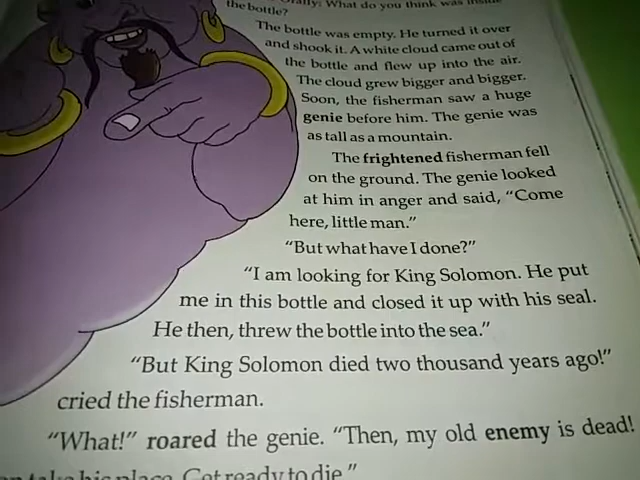 Orally: What do you think was inside
the bottle?
The bottle was empty. He turned it over
and shook it. A white cloud came out of
the bottle and flew up into the air.
The cloud grew bigger and bigger.
Soon, the fisherman saw a huge
genie before him. The genie was
as tall as a mountain.
The frightened fisherman fell
on the ground. The genie looked
at him in anger and said, “Come
here, little man.”
“But what have I done?”
“I am looking for King Solomon. He put
me in this bottle and closed it up with his seal.
He then, threw the bottle into the sea.”
“But King Solomon died two thousand years ago!”
cried the fisherman.
“What!” roared the genie. “Then, my old enemy is dead!
take his place. Get ready to die.”